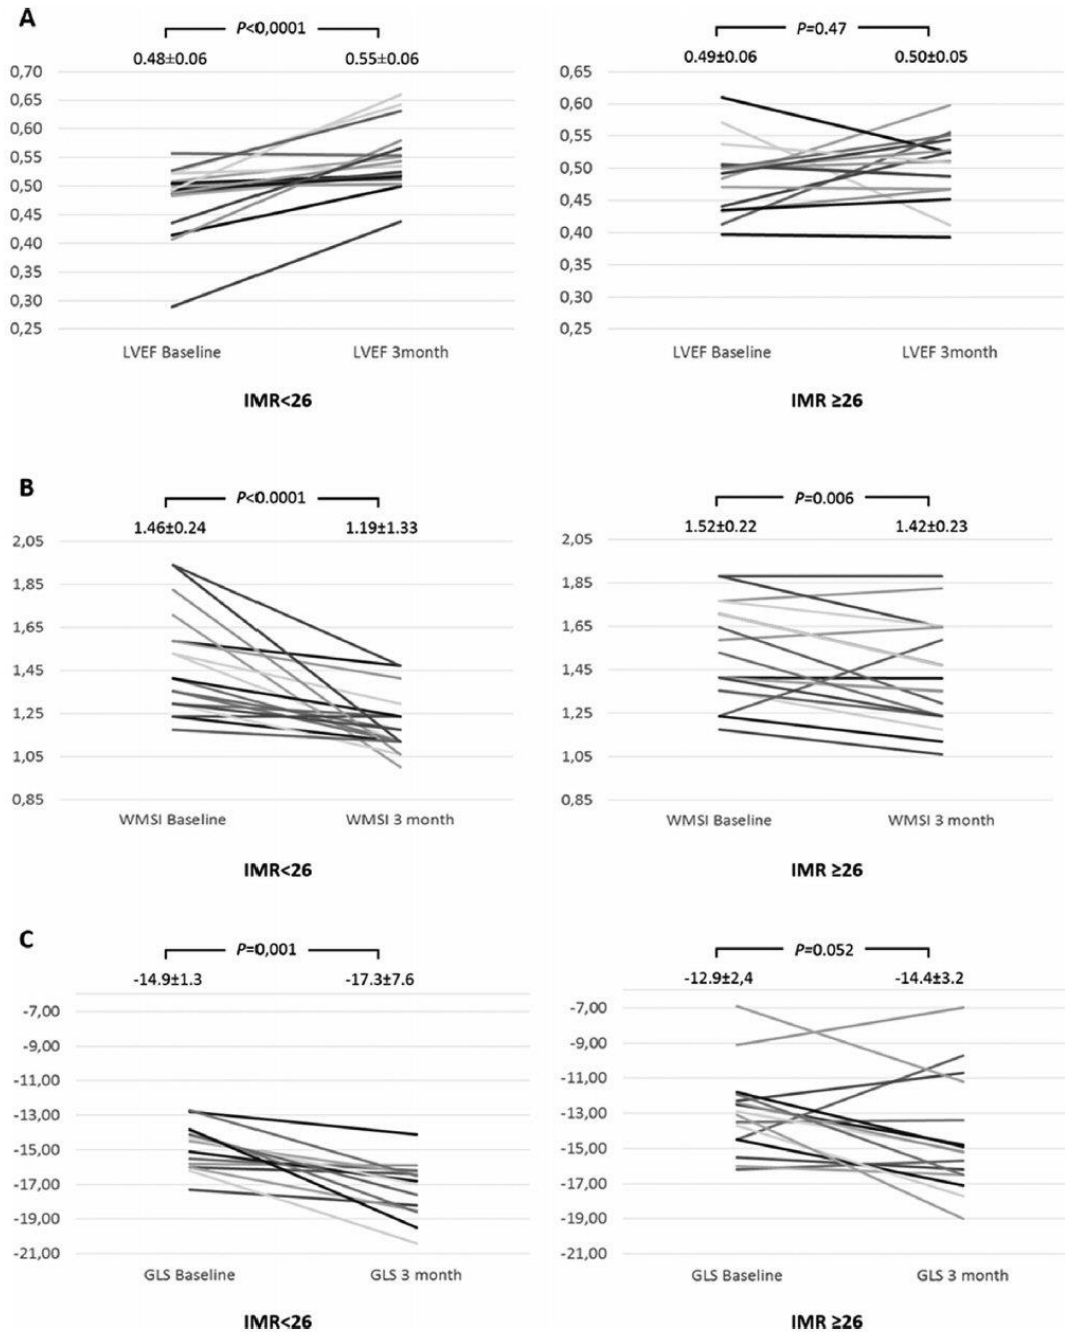 A
P<0,0001
P=0.47
0.48±0.06
0.55±0.06
0.49±0.06
0.50±0.05
0,70
0,65
0,60
0,55
0,50
0,45
0,40
0,35
0,30
0,25
0,65
0,60
0,55
0,50
0,45
0,40
0,35
0,30
0,25
LVEF Baseline
LVEF 3month
LVEF Baseline
LVEF 3month
IMR<26
IMR ≥26
B
P<0.0001
P=0.006
1.46±0.24
1.19±1.33
1.52±0.22
1.42±0.23
2,05
1,85
1,65
1,45
1,25
1,05
0,85
2,05
1,85
1,65
1,45
1,25
1,05
0,85
WMSI Baseline
WMSI 3 month
WMSI Baseline
WMSI 3 month
IMR<26
IMR ≥26
C
P=0,001
P=0.052
-14.9±1.3
-17.3±7.6
-12.9±2,4
-14.4±3.2
-7,00
-9,00
-11,00
-13,00
-15,00
-17,00
-19,00
-21,00
-7,00
-9,00
-11,00
-13,00
-15,00
-17,00
-19,00
-21,00
GLS Baseline
GLS 3 month
GLS Baseline
GLS 3 month
IMR<26
IMR ≥26